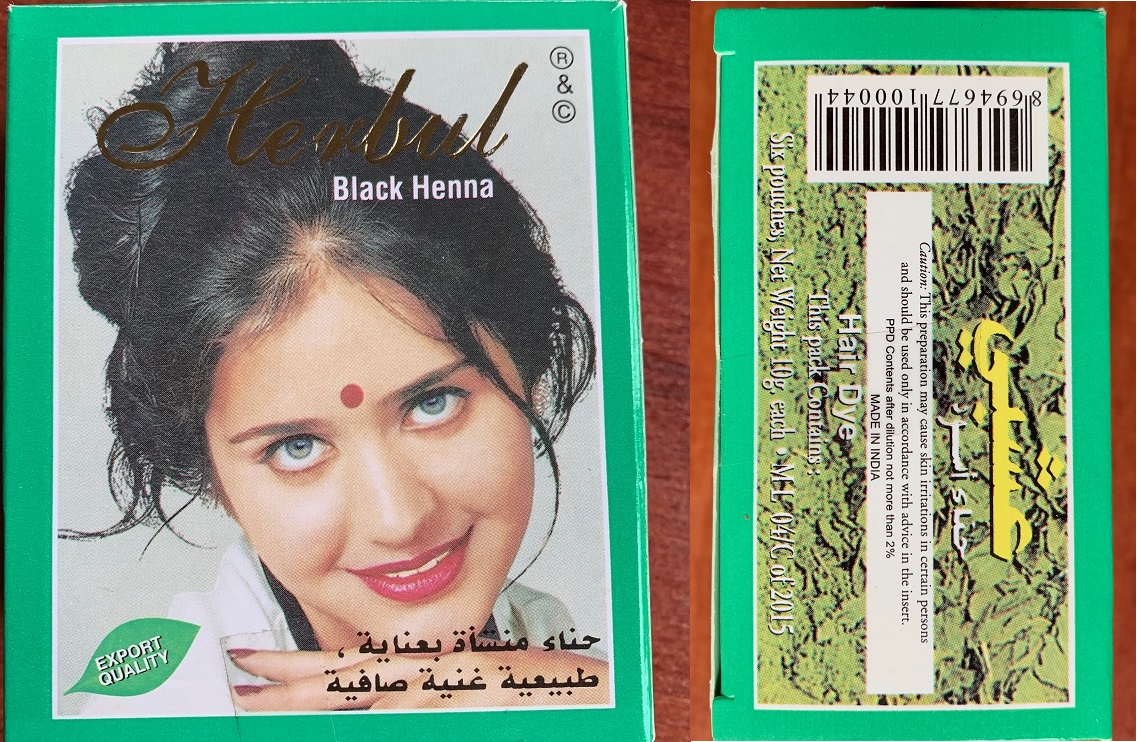 Herbul
®
&
©
Black Henna
EXPORT
QUALITY
حناء منشأة بعناية ،
طبيعية غنية صافية
8 694677 100044
حناء أسود
Caution: This preparation may cause skin irritations in certain persons
and should be used only in accordance with advice in the insert.
PPD Contents after dilution not more than 2%
MADE IN INDIA
Hair Dye
This pack Contains :
Six pouches, Net Weight 10g. each • M.L. 04/C of 2015